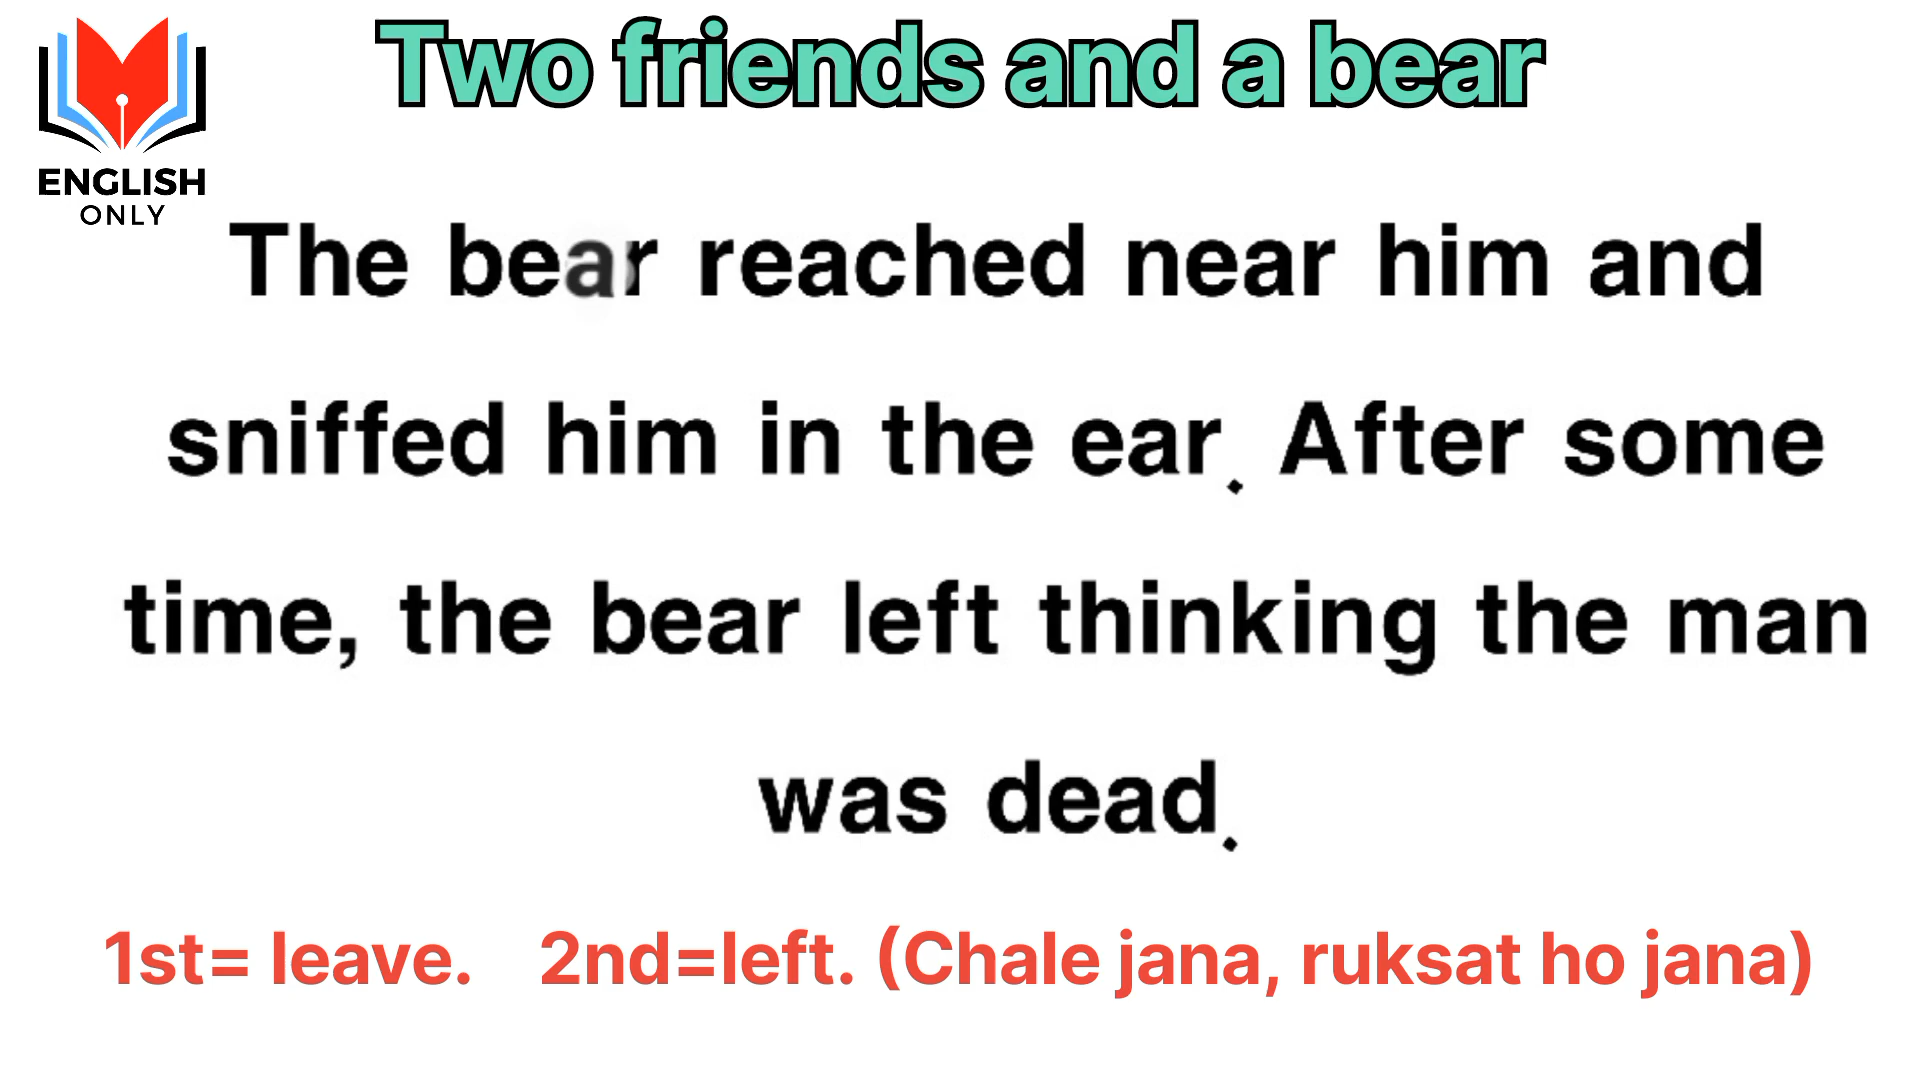 Two friends and a bear
ENGLISH
ONLY
The bear reached near him and
sniffed him in the ear. After some
time, the bear left thinking the man
was dead.
1st= leave. 2nd=left. (Chale jana, ruksat ho jana)